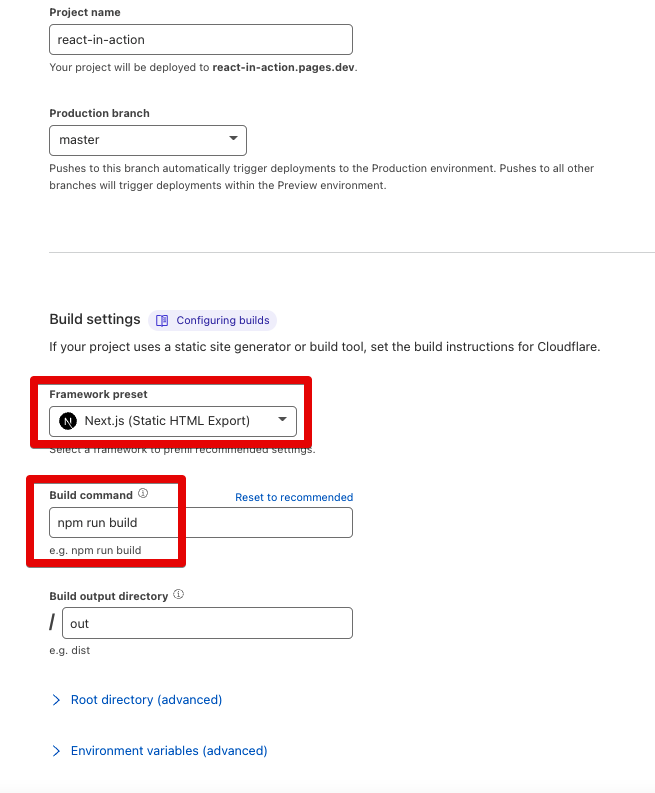 Project name
react-in-action
Your project will be deployed to react-in-action.pages.dev.
Production branch
master
Pushes to this branch automatically trigger deployments to the Production environment. Pushes to all other
branches will trigger deployments within the Preview environment.
Build settings
Configuring builds
If your project uses a static site generator or build tool, set the build instructions for Cloudflare.
Framework preset
N
Next.js (Static HTML Export)
Select a framework to prefill recommended settings.
Build command
Reset to recommended
npm run build
e.g. npm run build
Build output directory
/ out
e.g. dist
Root directory (advanced)
Environment variables (advanced)